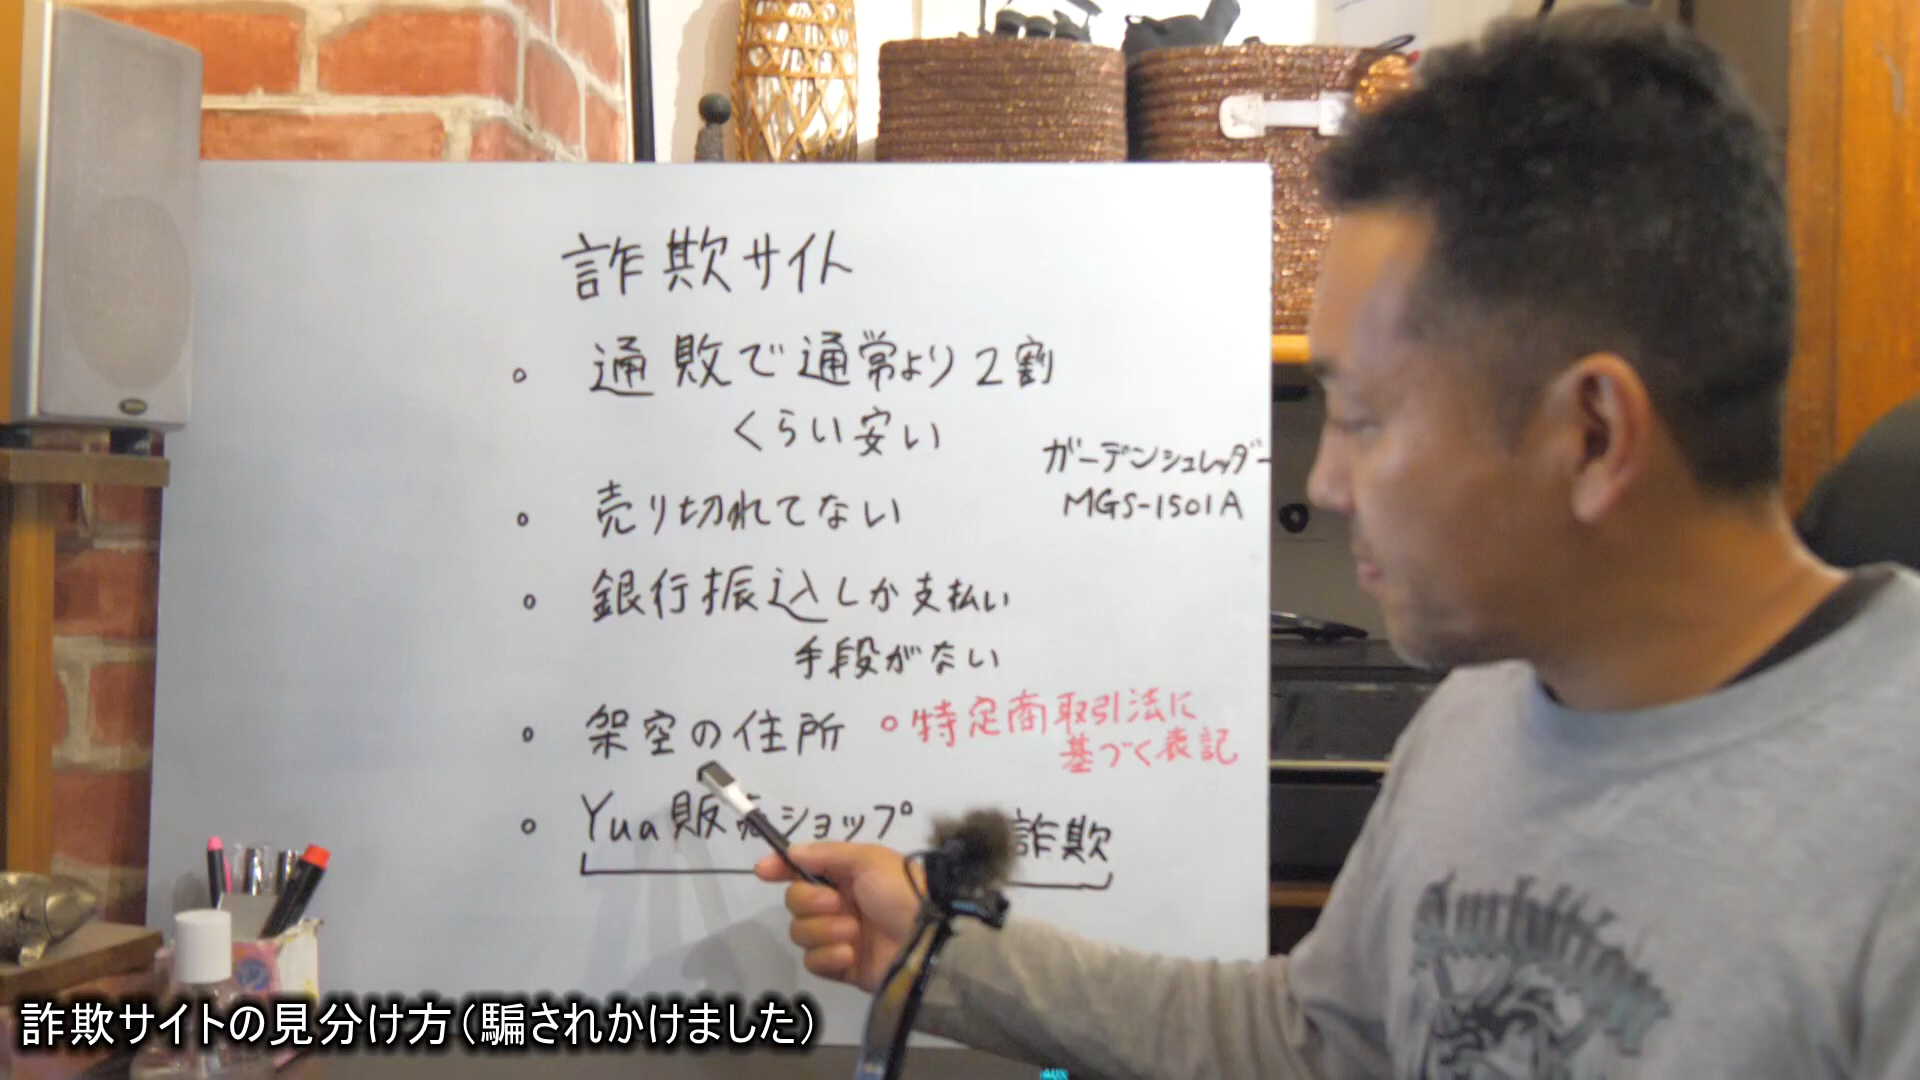 詐欺サイト
。通敗で通常より2割
くらい安い
ガーデンシュレッダー
MGS-1501A
。売り切れてない
。銀行振込しか支払い
手段がない
。架空の住所 。特定商取引法に
基づく表記
。Yua販売ショップ 詐欺
詐欺サイトの見分け方(騙されかけました)